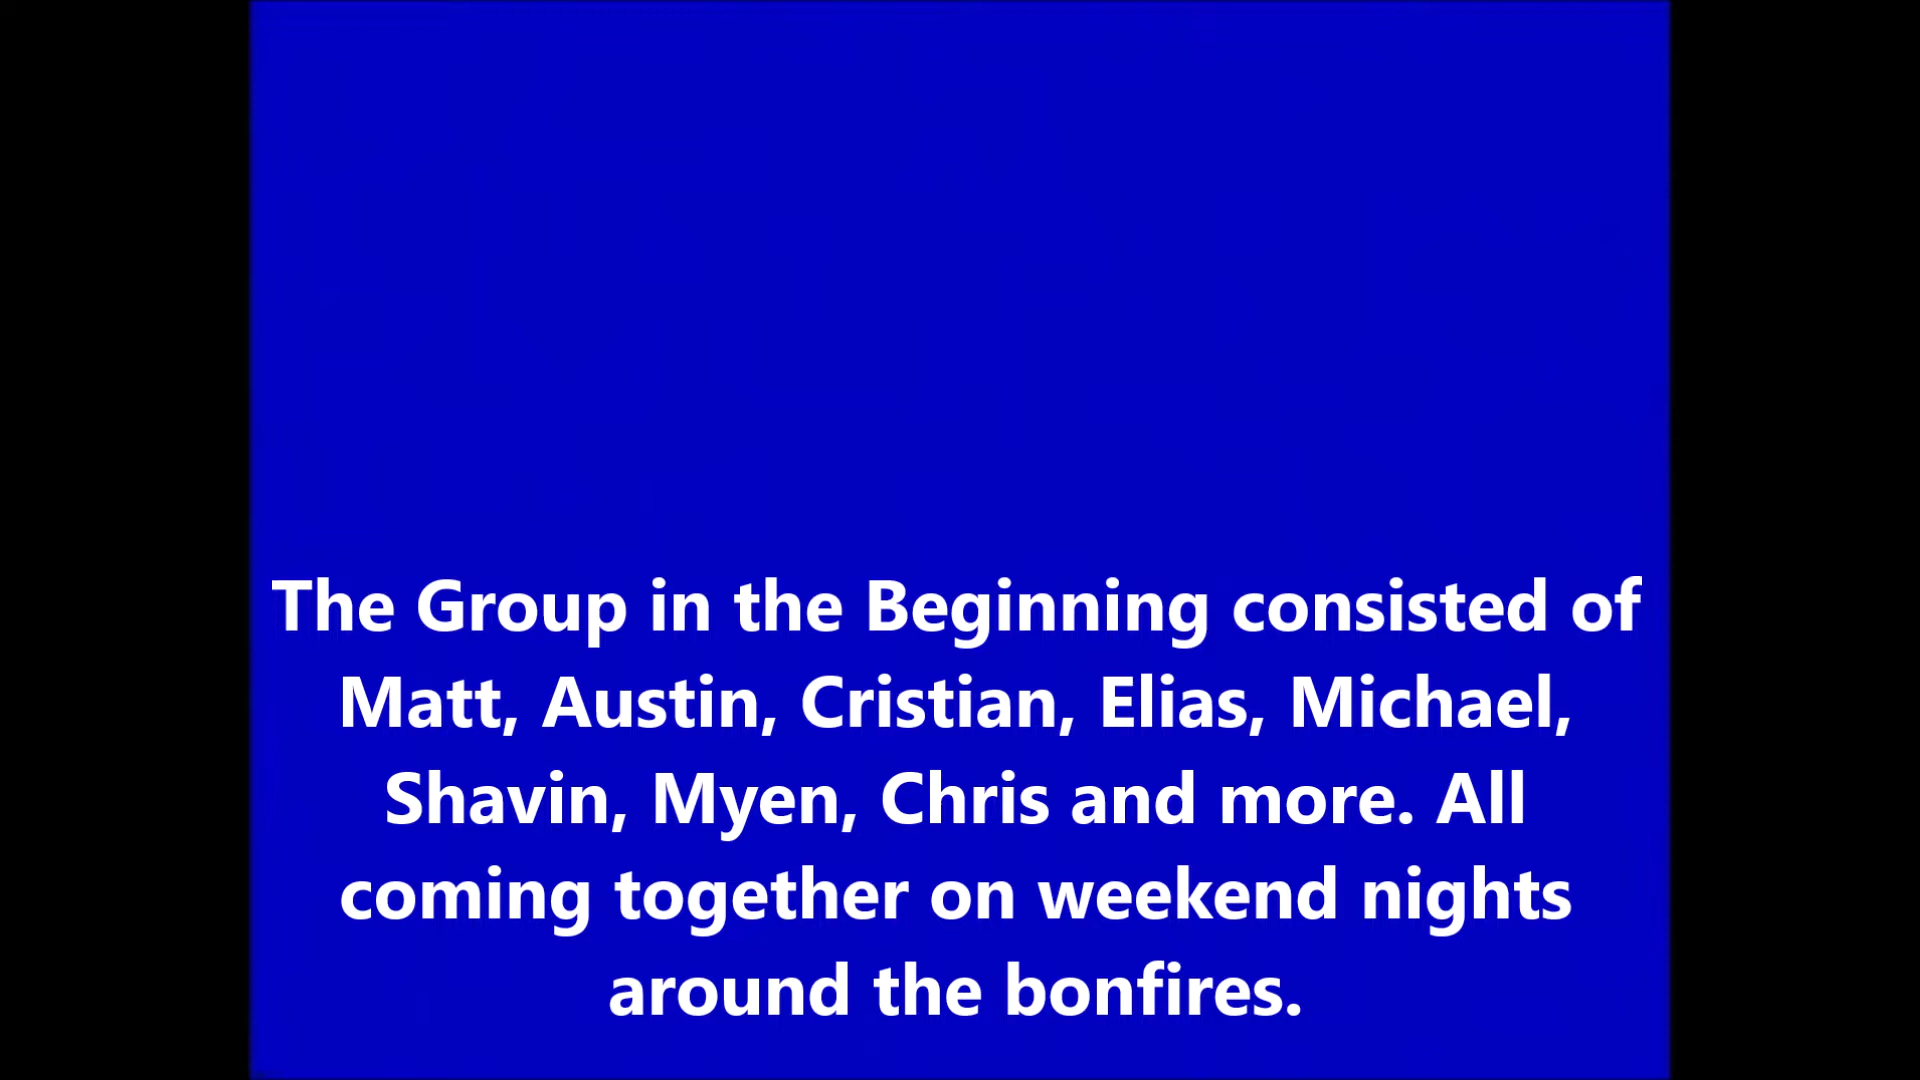 The Group in the Beginning consisted of
Matt, Austin, Cristian, Elias, Michael,
Shavin, Myen, Chris and more. All
coming together on weekend nights
around the bonfires.